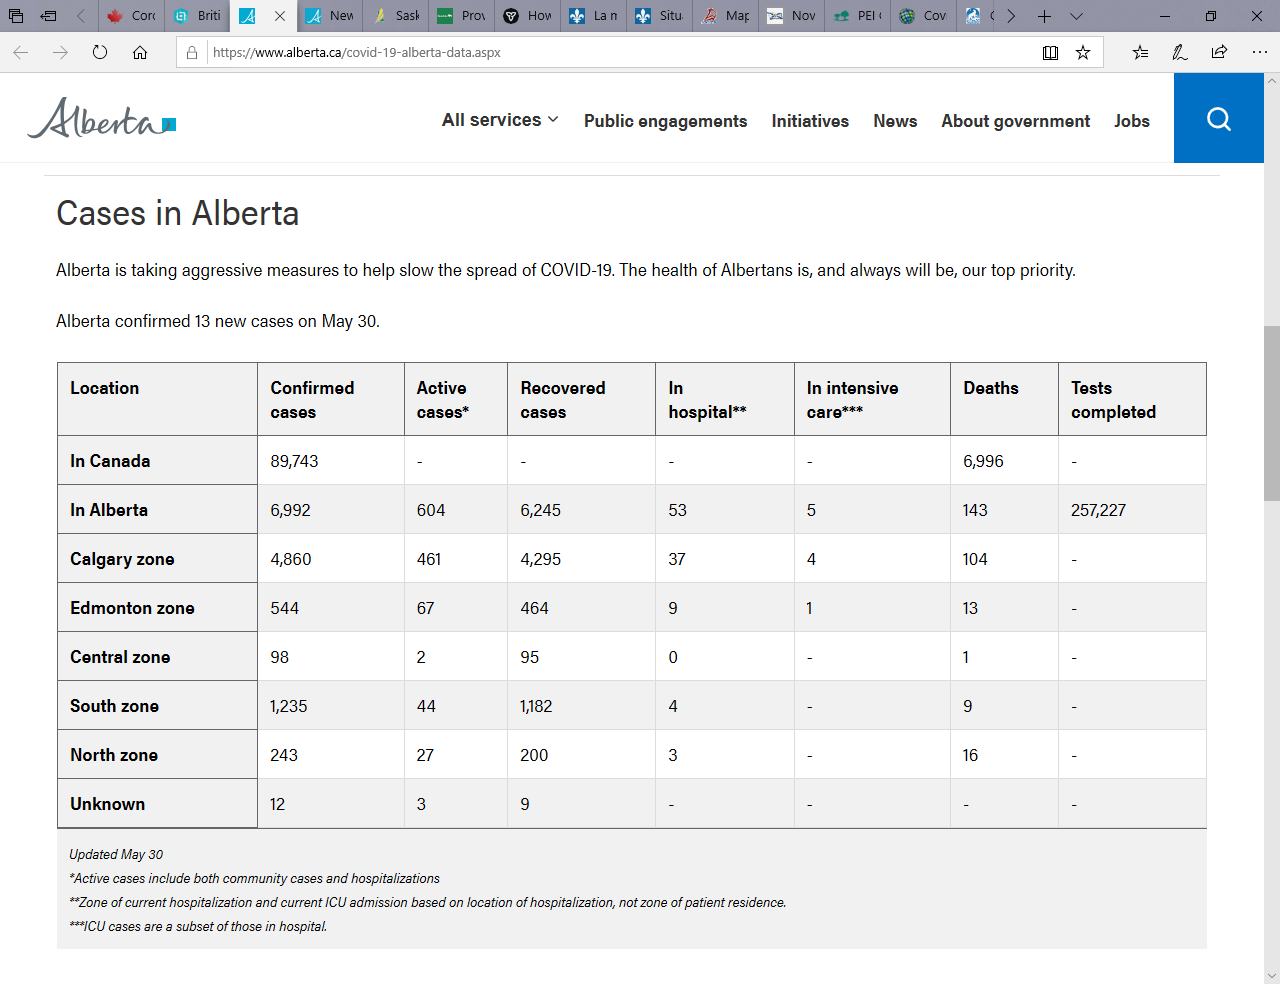 Corc Briti New Sask Prov How La n Situ Map Nov PEI Cov
https://www.alberta.ca/covid-19-alberta-data.aspx
Alberta All services Public engagements Initiatives News About government Jobs
Cases in Alberta
Alberta is taking aggressive measures to help slow the spread of COVID-19. The health of Albertans is, and always will be, our top priority.
Alberta confirmed 13 new cases on May 30.
Location Confirmed cases Active cases* Recovered cases In hospital** In intensive care*** Deaths Tests completed
In Canada 89,743 - - - - 6,996 -
In Alberta 6,992 604 6,245 53 5 143 257,227
Calgary zone 4,860 461 4,295 37 4 104 -
Edmonton zone 544 67 464 9 1 13 -
Central zone 98 2 95 0 - 1 -
South zone 1,235 44 1,182 4 - 9 -
North zone 243 27 200 3 - 16 -
Unknown 12 3 9 - - - -
Updated May 30
*Active cases include both community cases and hospitalizations
**Zone of current hospitalization and current ICU admission based on location of hospitalization, not zone of patient residence.
***ICU cases are a subset of those in hospital.